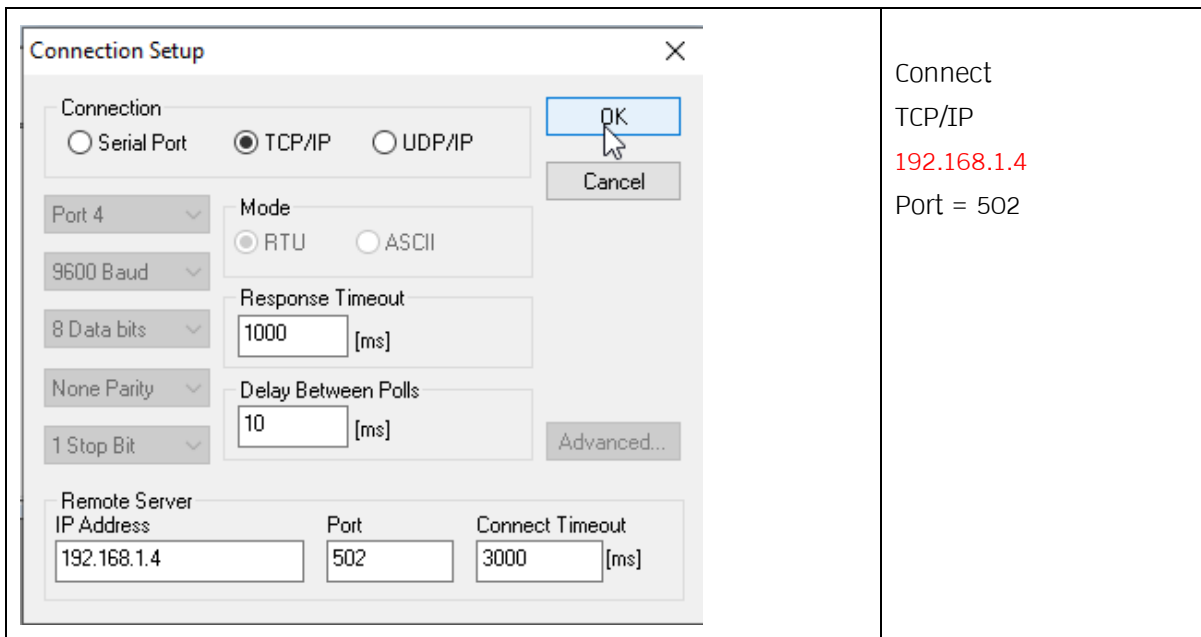 Connection Setup
Connection
Serial Port TCP/IP UDP/IP
OK
Cancel
Port 4
Mode
RTU ASCII
9600 Baud
Response Timeout
8 Data bits
1000 [ms]
None Parity
Delay Between Polls
10 [ms]
1 Stop Bit
Advanced...
Remote Server
IP Address Port Connect Timeout
192.168.1.4 502 3000 [ms]
Connect
TCP/IP
192.168.1.4
Port = 502